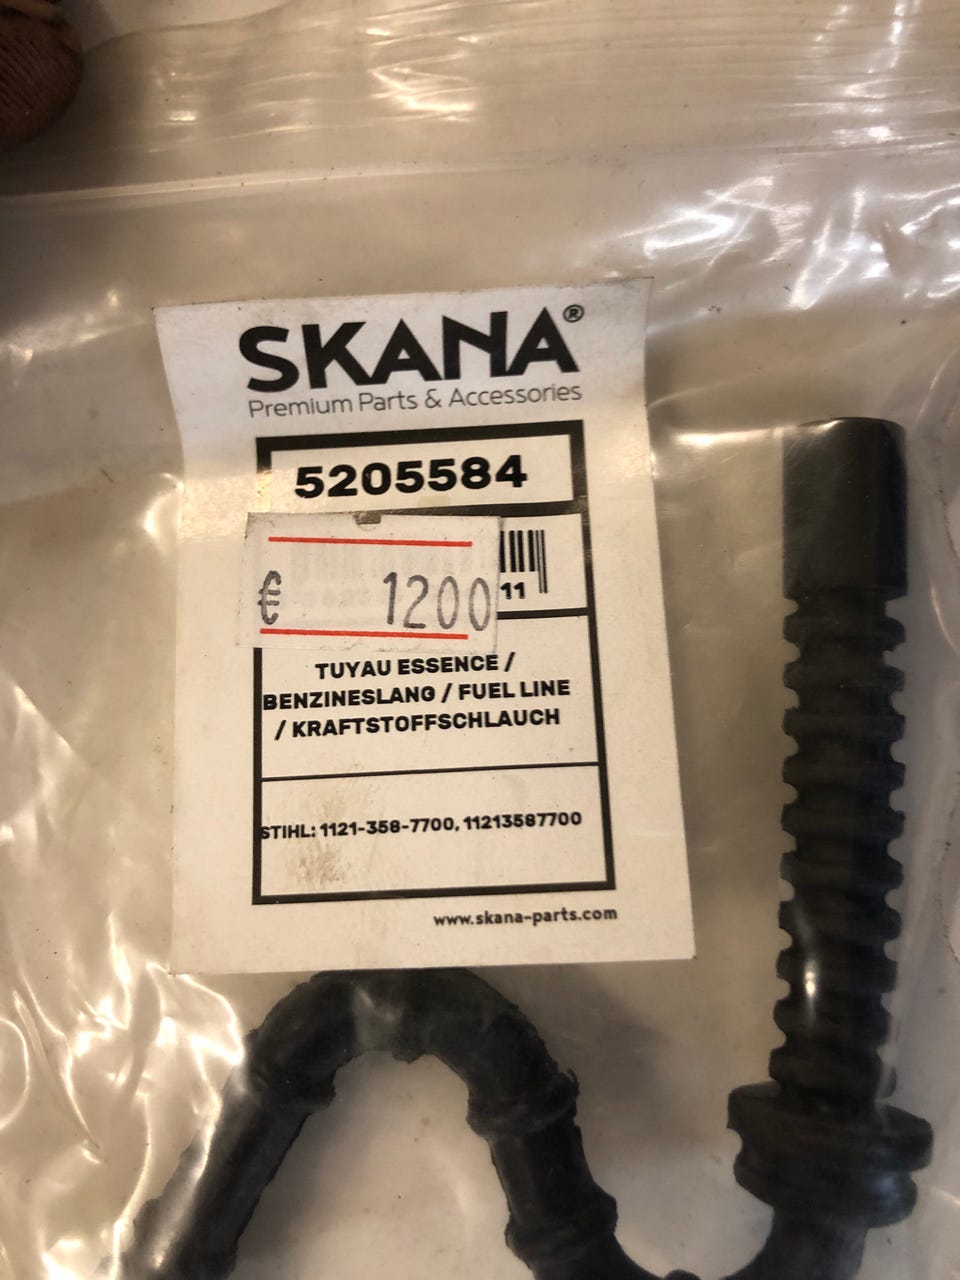 SKANA®
Premium Parts & Accessories
5205584
11
€ 1200
TUYAU ESSENCE /
BENZINESLANG / FUEL LINE
/ KRAFTSTOFFSCHLAUCH
STIHL: 1121-358-7700, 11213587700
www.skana-parts.com